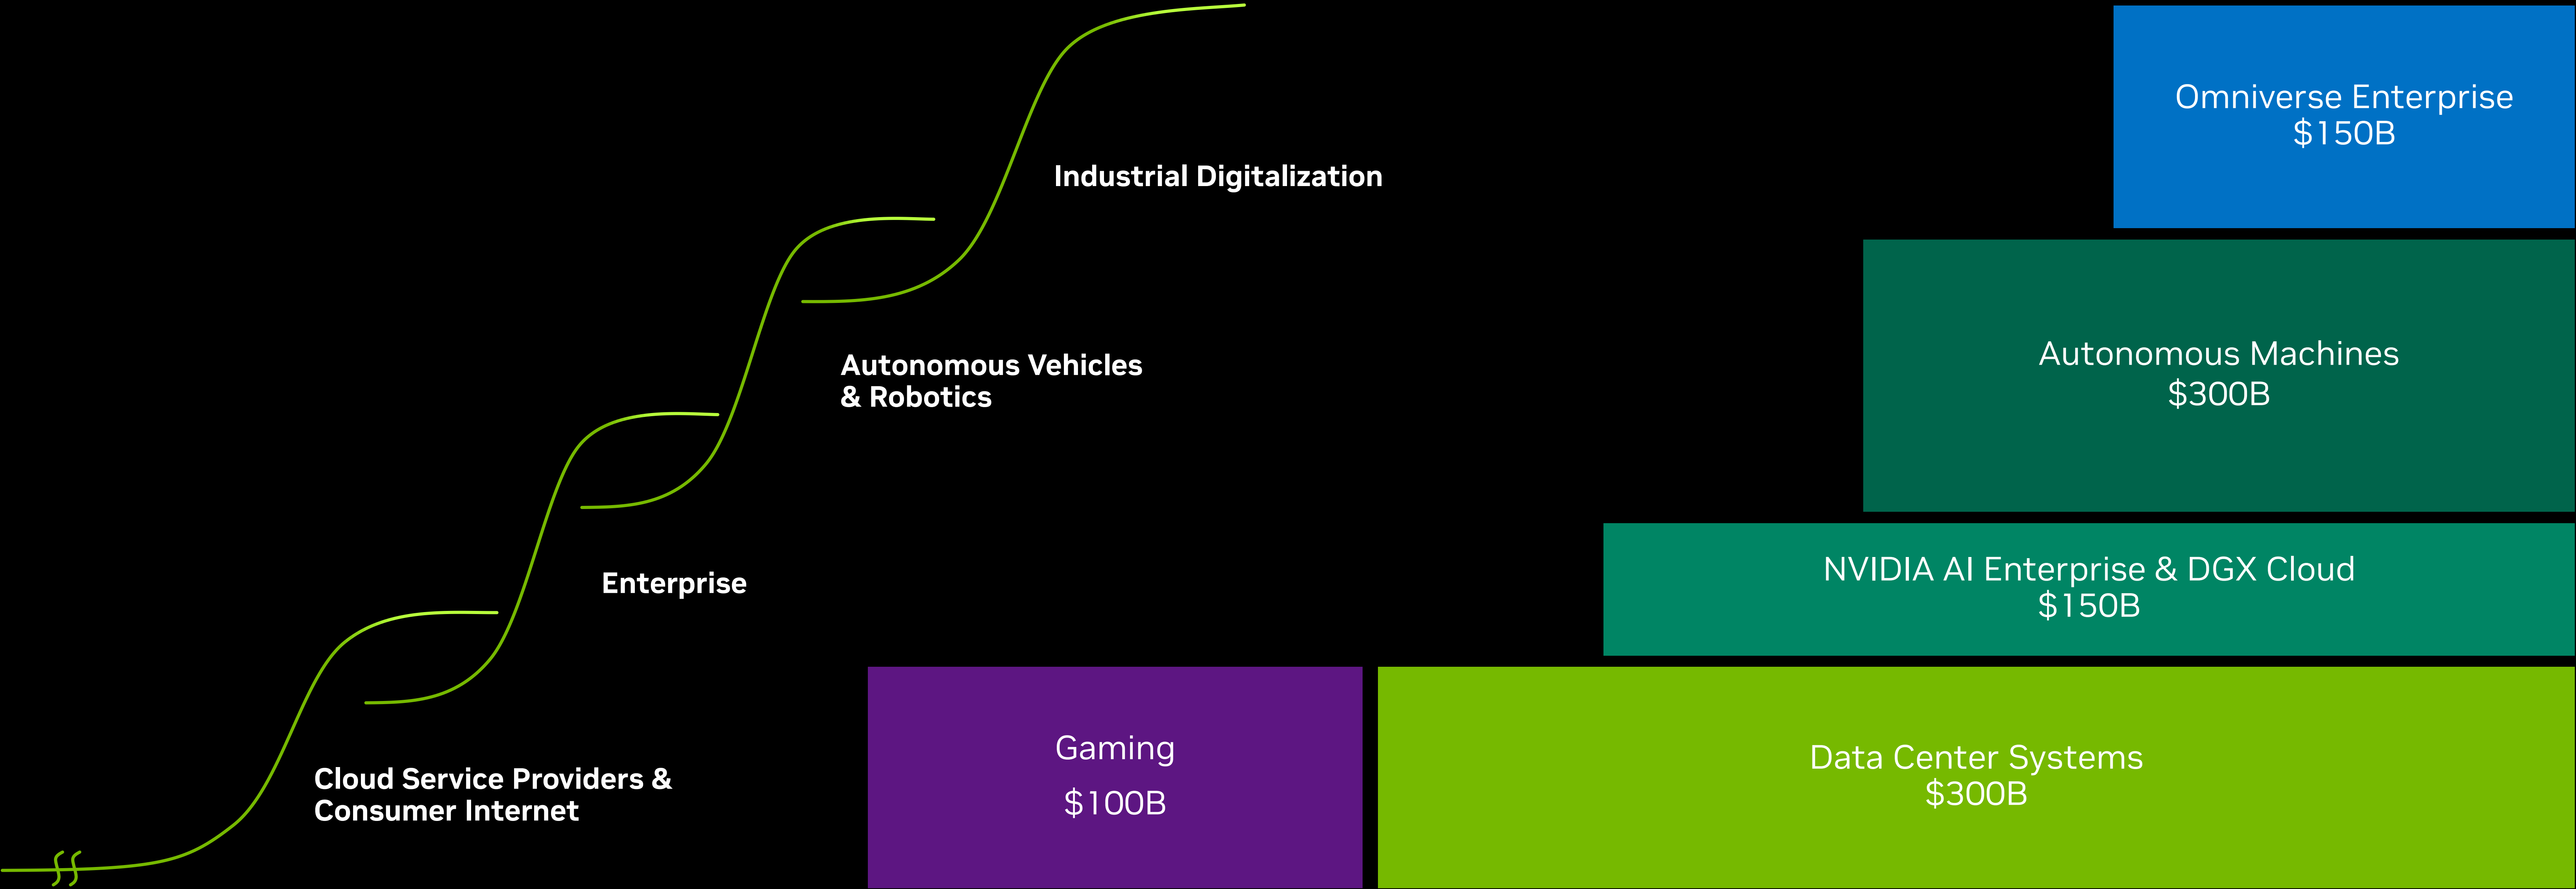 Industrial Digitalization
Autonomous Vehicles
& Robotics
Enterprise
Cloud Service Providers &
Consumer Internet
Omniverse Enterprise
$150B
Autonomous Machines
$300B
NVIDIA AI Enterprise & DGX Cloud
$150B
Gaming
$100B
Data Center Systems
$300B